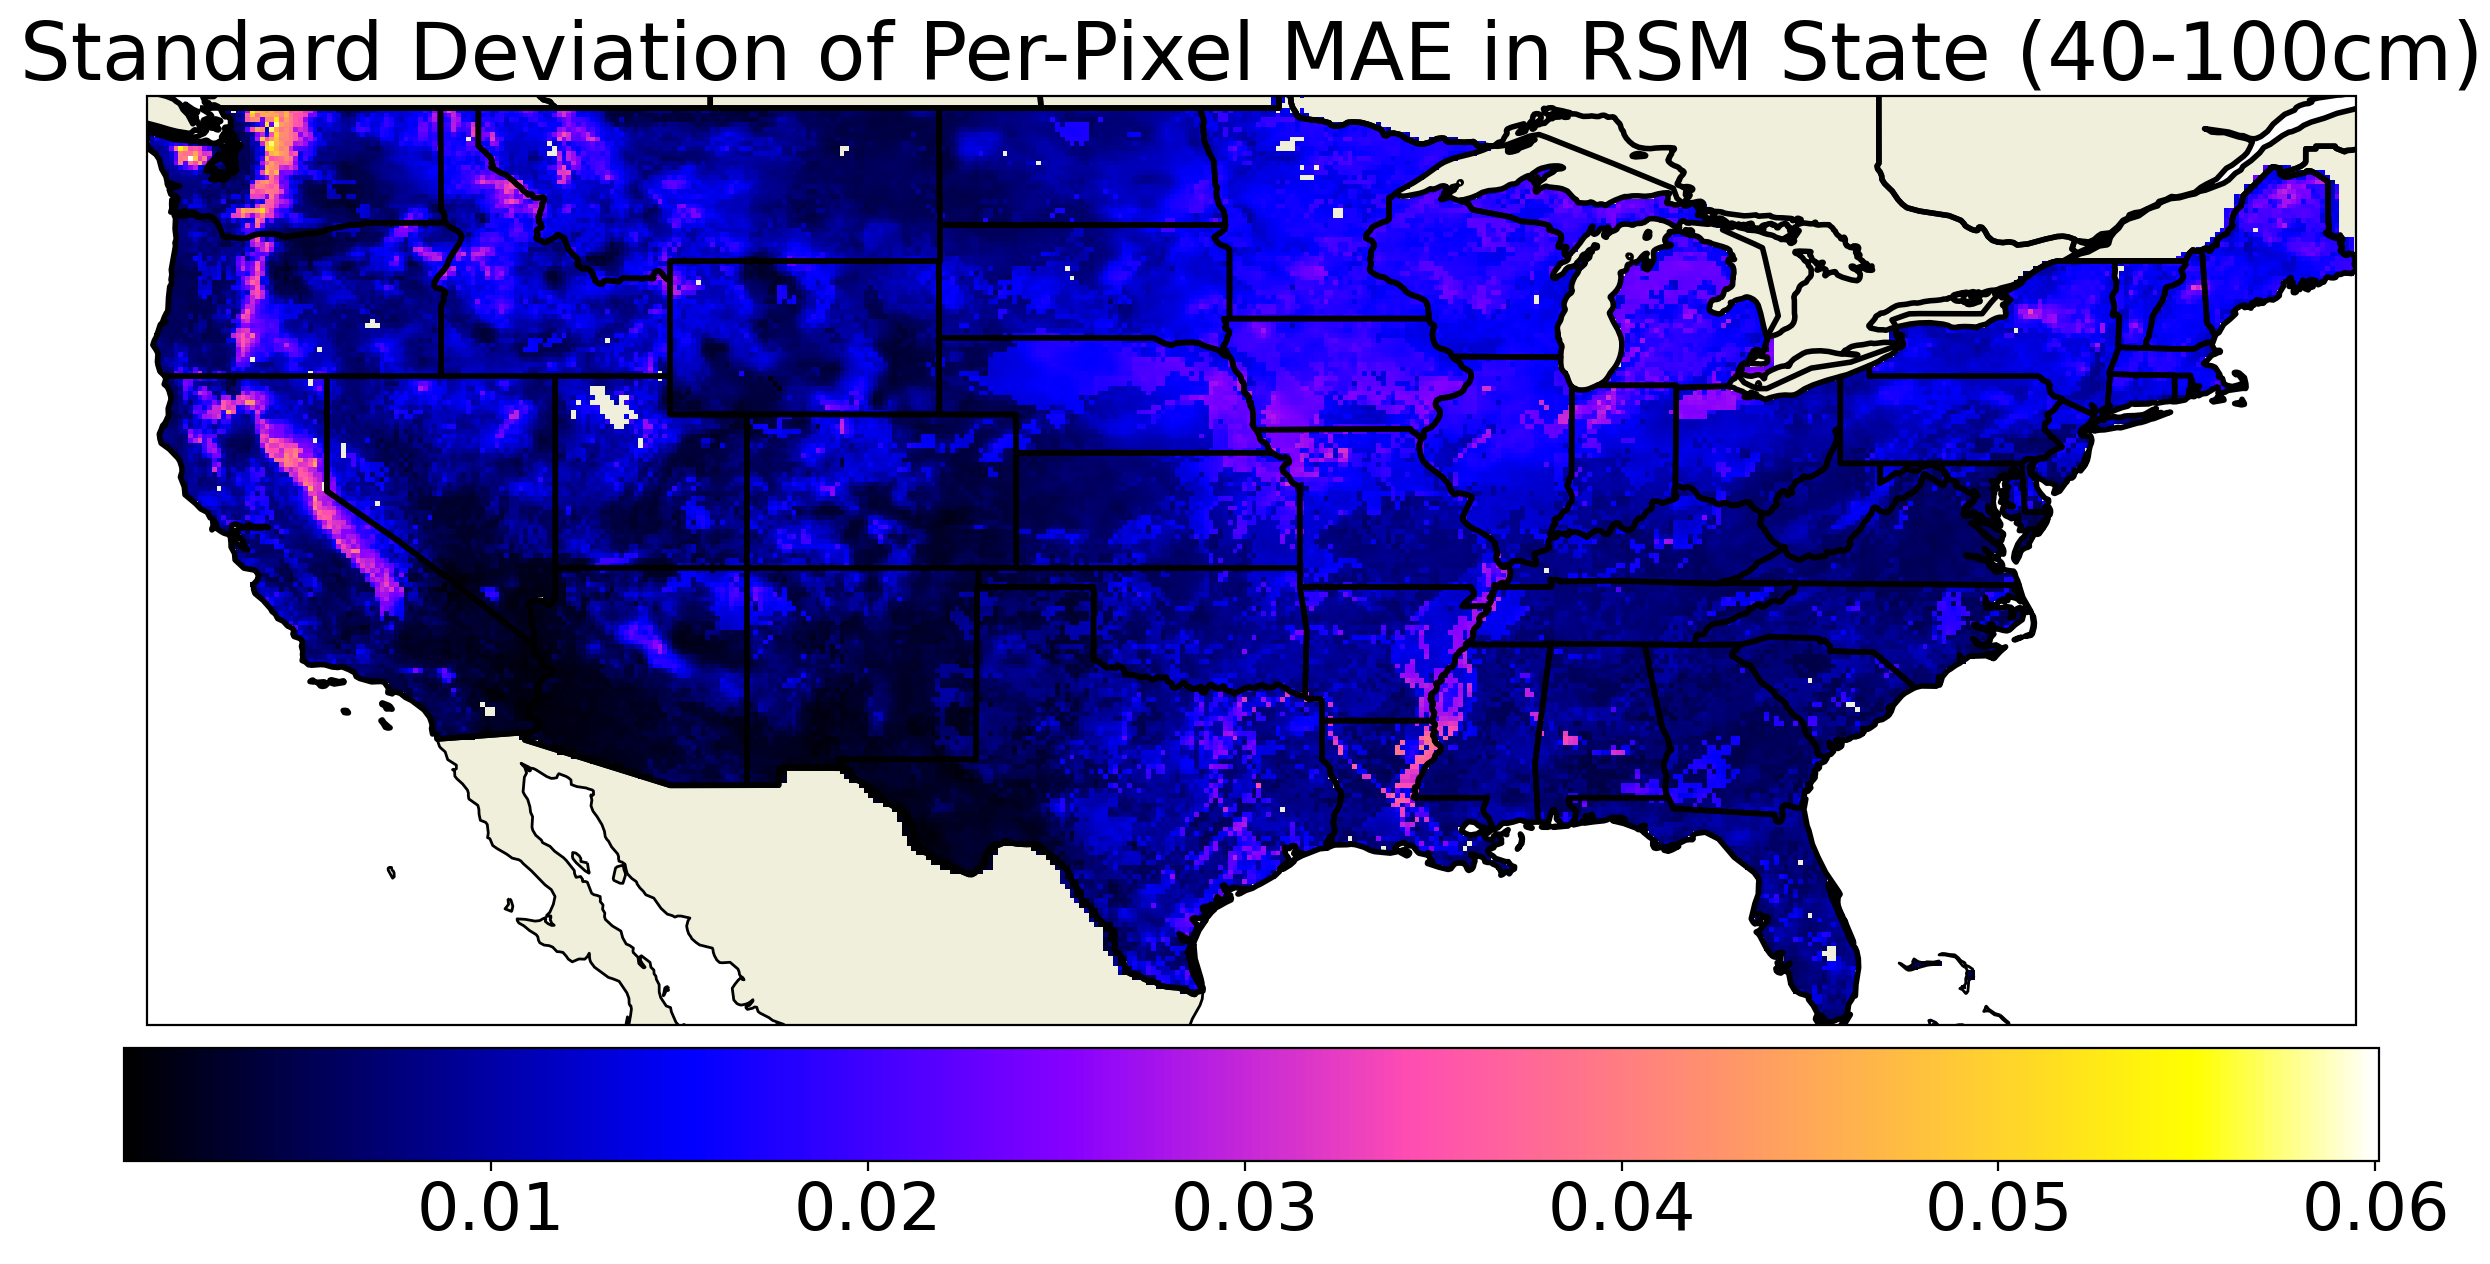 Standard Deviation of Per-Pixel MAE in RSM State (40-100cm)
0.01 0.02 0.03 0.04 0.05 0.06